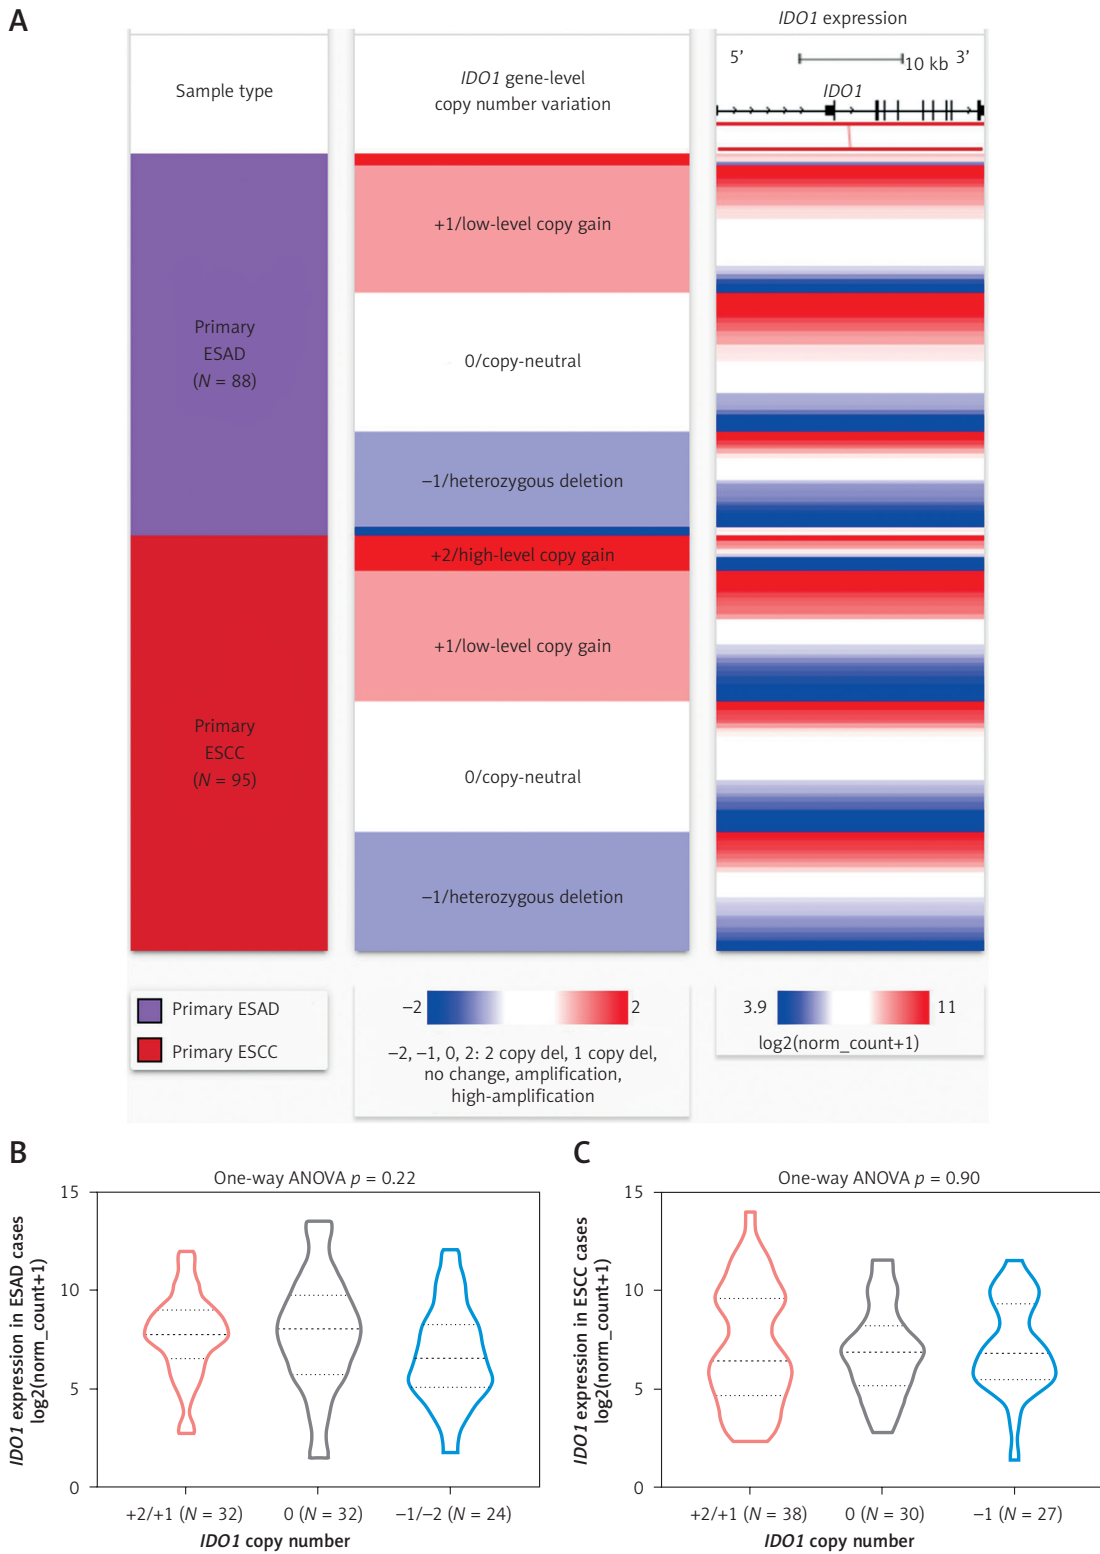 A
IDO1 expression
Sample type
IDO1 gene-level
copy number variation
5’
10 kb
3’
IDO1
+1/low-level copy gain
Primary
ESAD
(N = 88)
0/copy-neutral
–1/heterozygous deletion
+2/high-level copy gain
+1/low-level copy gain
Primary
ESCC
(N = 95)
0/copy-neutral
–1/heterozygous deletion
Primary ESAD
Primary ESCC
–2
2
–2, –1, 0, 2: 2 copy del, 1 copy del,
no change, amplification,
high-amplification
3.9
11
log2(norm_count+1)
B
One-way ANOVA p = 0.22
IDO1 expression in ESAD cases
log2(norm_count+1)
15
10
5
0
+2/+1 (N = 32)
0 (N = 32)
–1/–2 (N = 24)
IDO1 copy number
C
One-way ANOVA p = 0.90
IDO1 expression in ESCC cases
log2(norm_count+1)
15
10
5
0
+2/+1 (N = 38)
0 (N = 30)
–1 (N = 27)
IDO1 copy number